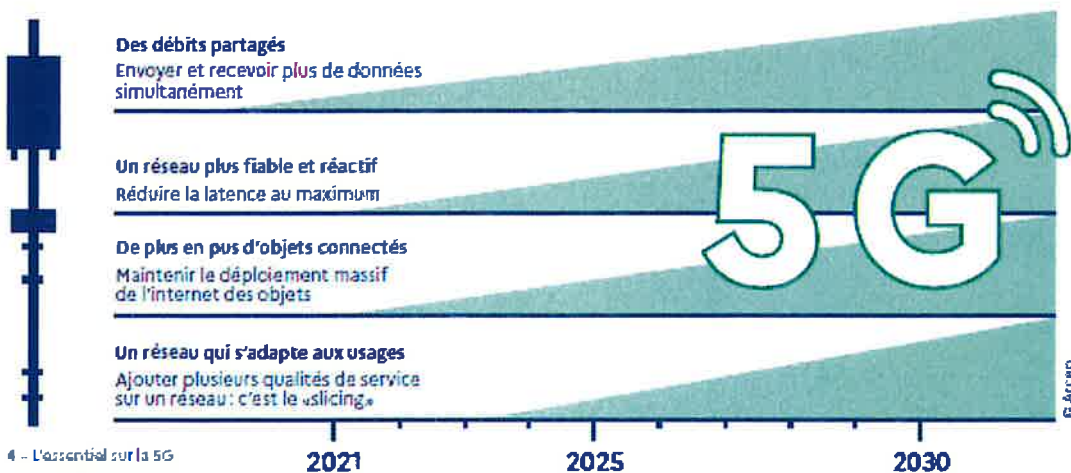 Des débits partagés
Envoyer et recevoir plus de données
simultanément
Un réseau plus fiable et réactif
Réduire la latence au maximum
De plus en pus d'objets connectés
Maintenir le déploiement massif
de l'internet des objets
Un réseau qui s'adapte aux usages
Ajouter plusieurs qualités de service
sur un réseau : c'est le «slicing»
5G
© Arcep
2021
2025
2030
4 – L'essentiel sur la 5G